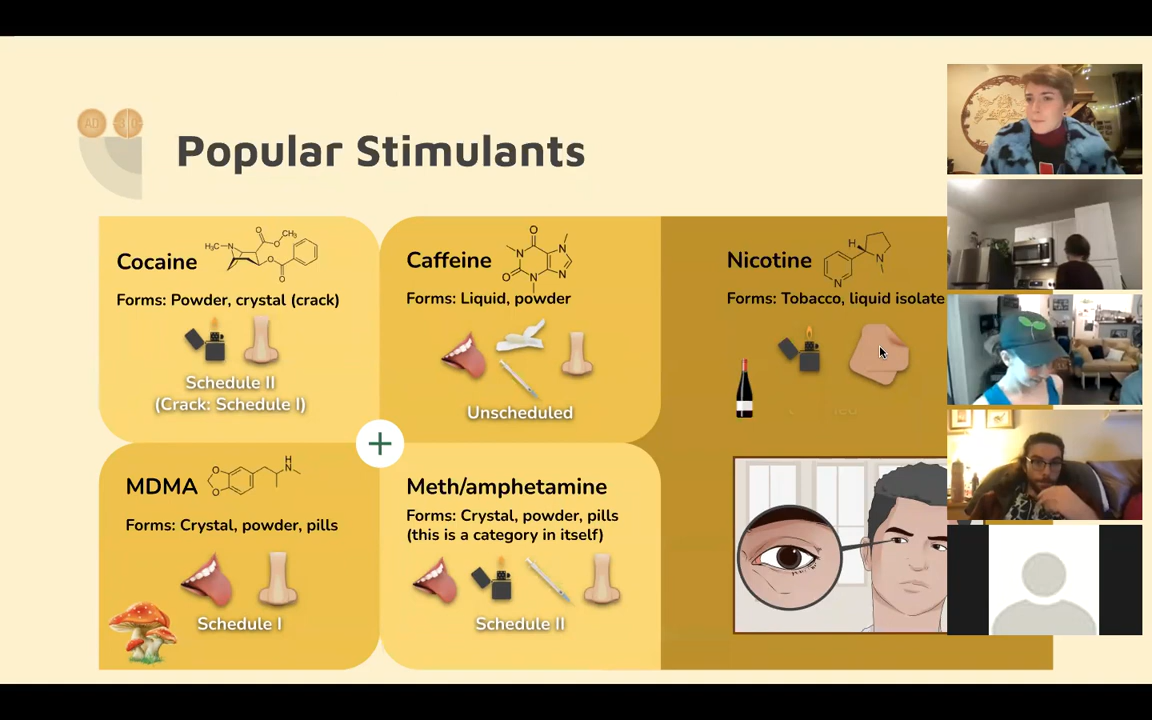 Popular Stimulants
Cocaine
H₃C
N
O
O
CH₃
O
O
Forms: Powder, crystal (crack)
Schedule II
(Crack: Schedule I)
Caffeine
O
N
N
O
N
N
Forms: Liquid, powder
Unscheduled
Nicotine
H
N
N
Forms: Tobacco, liquid isolate
MDMA
O
O
H
N
Forms: Crystal, powder, pills
Schedule I
Meth/amphetamine
Forms: Crystal, powder, pills
(this is a category in itself)
Schedule II